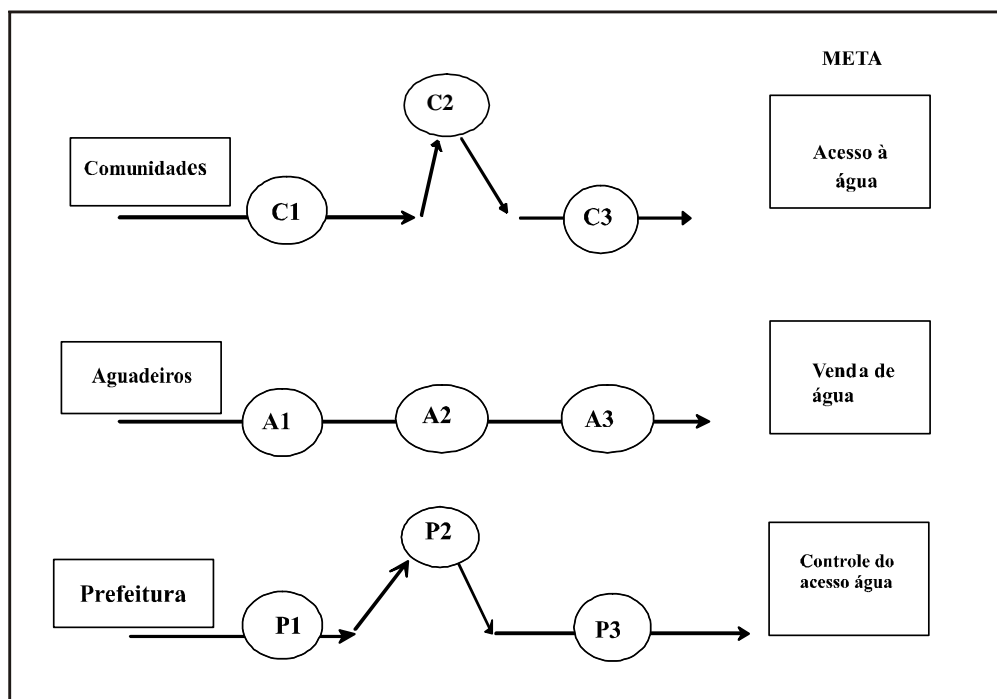 META
C2
Comunidades
Acesso à
água
C1
C3
Aguadeiros
Venda de
água
A1
A2
A3
P2
Prefeitura
Controle do
acesso água
P1
P3